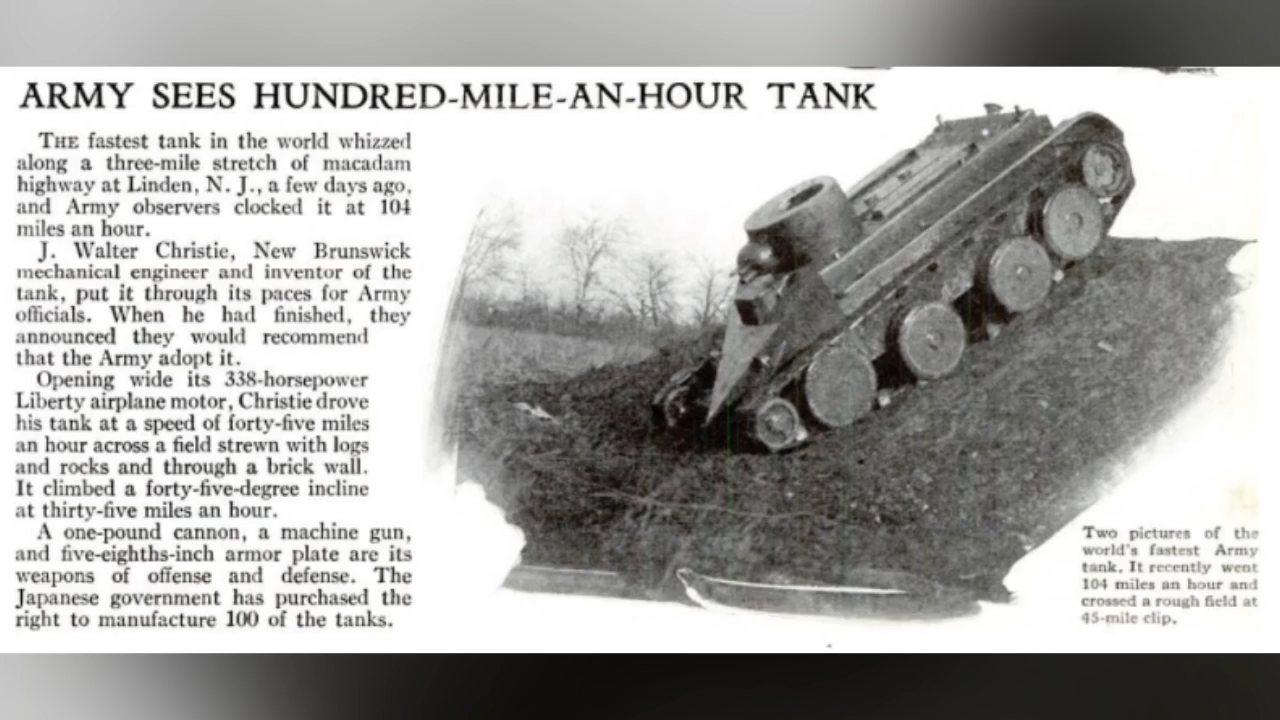 ARMY SEES HUNDRED-MILE-AN-HOUR TANK
THE fastest tank in the world whizzed
along a three-mile stretch of macadam
highway at Linden, N. J., a few days ago,
and Army observers clocked it at 104
miles an hour.
J. Walter Christie, New Brunswick
mechanical engineer and inventor of the
tank, put it through its paces for Army
officials. When he had finished, they
announced they would recommend
that the Army adopt it.
Opening wide its 338-horsepower
Liberty airplane motor, Christie drove
his tank at a speed of forty-five miles
an hour across a field strewn with logs
and rocks and through a brick wall.
It climbed a forty-five-degree incline
at thirty-five miles an hour.
A one-pound cannon, a machine gun,
and five-eighths-inch armor plate are its
weapons of offense and defense. The
Japanese government has purchased the
right to manufacture 100 of the tanks.
Two pictures of the
world's fastest Army
tank. It recently went
104 miles an hour and
crossed a rough field at
45-mile clip.